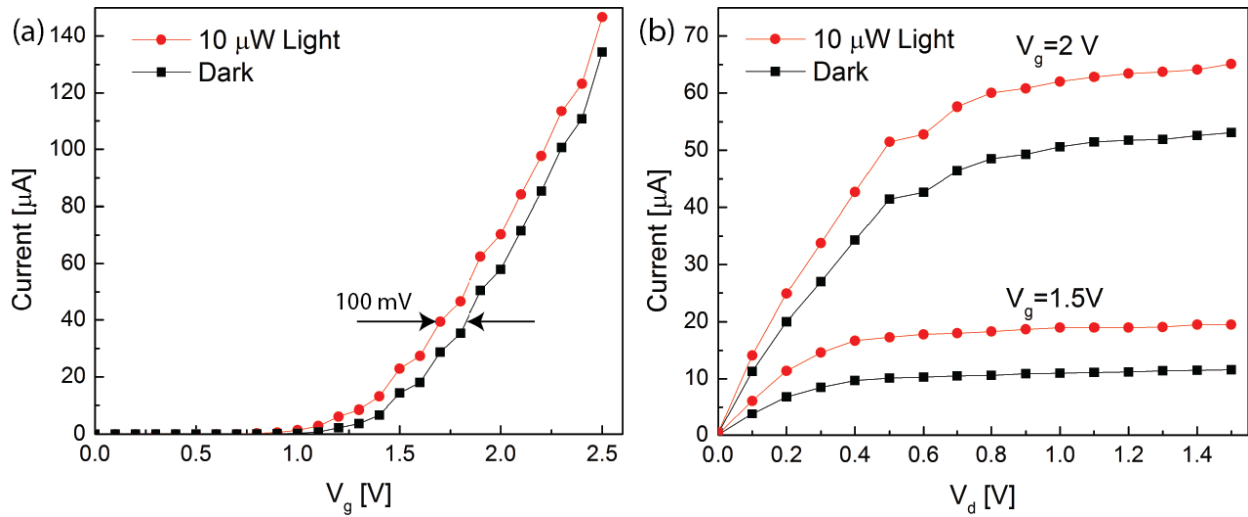 (a)
10 μW Light
Dark
100 mV
Current [μA]
140
120
100
80
60
40
20
0
0.0 0.5 1.0 1.5 2.0 2.5
V_g [V]
(b)
10 μW Light
Dark
V_g=2 V
V_g=1.5V
Current [μA]
70
60
50
40
30
20
10
0
0.0 0.2 0.4 0.6 0.8 1.0 1.2 1.4
V_d [V]